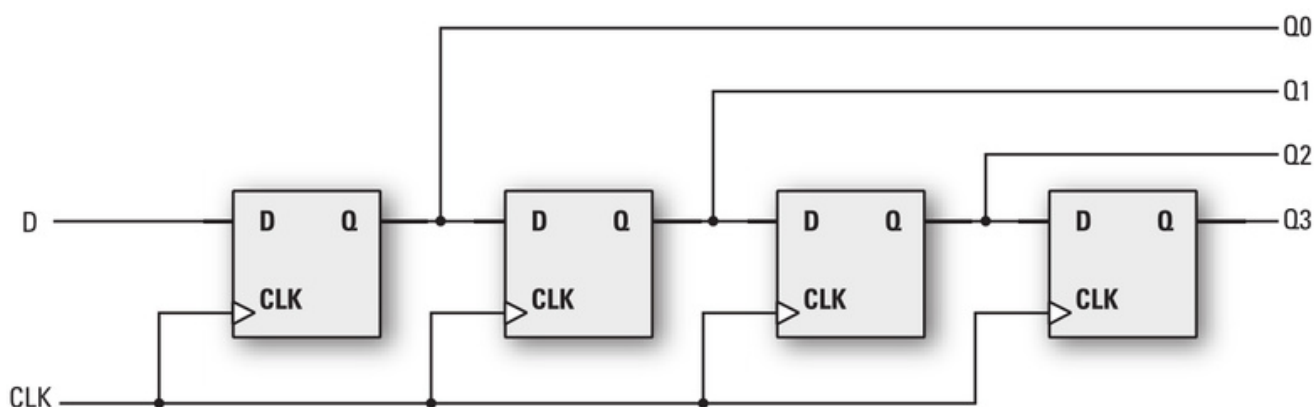 Q0
Q1
Q2
D D Q D Q D Q D Q Q3
CLK CLK CLK CLK
CLK